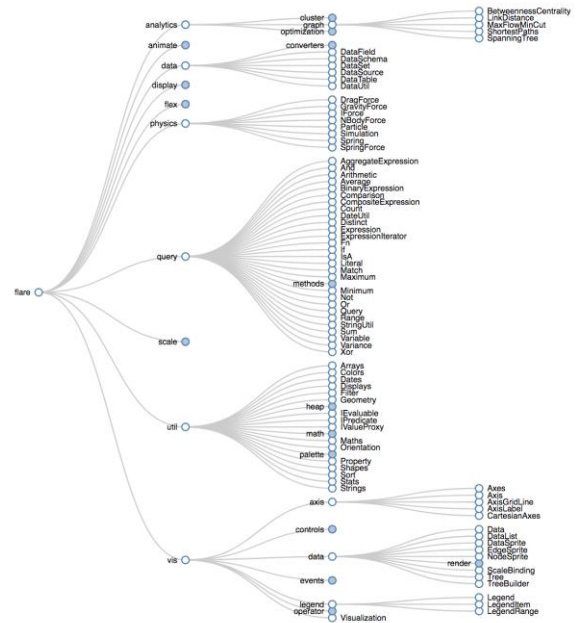 flare
analytics
cluster
graph
BetweennessCentrality
LinkDistance
MaxFlowMinCut
ShortestPaths
SpanningTree
optimization
animate
data
converters
DataField
DataSchema
DataSet
DataSource
DataTable
DataUtil
display
flex
physics
DragForce
GravityForce
IForce
NBodyForce
Particle
Simulation
Spring
SpringForce
query
AggregateExpression
And
Arithmetic
Average
BinaryExpression
Comparison
CompositeExpression
Count
DateUtil
Distinct
Expression
ExpressionIterator
Fn
If
IsA
Literal
Match
Maximum
methods
Minimum
Not
Or
Query
Range
StringUtil
Sum
Variable
Variance
Xor
scale
util
Arrays
Colors
Dates
Displays
Filter
Geometry
heap
IEvaluable
IPredicate
IValueProxy
math
Maths
Orientation
palette
Property
Shapes
Sort
Stats
Strings
vis
axis
Axes
Axis
AxisGridLine
AxisLabel
CartesianAxes
controls
data
Data
DataList
DataSprite
EdgeSprite
NodeSprite
render
ScaleBinding
Tree
TreeBuilder
events
legend
Legend
LegendItem
LegendRange
operator
Visualization